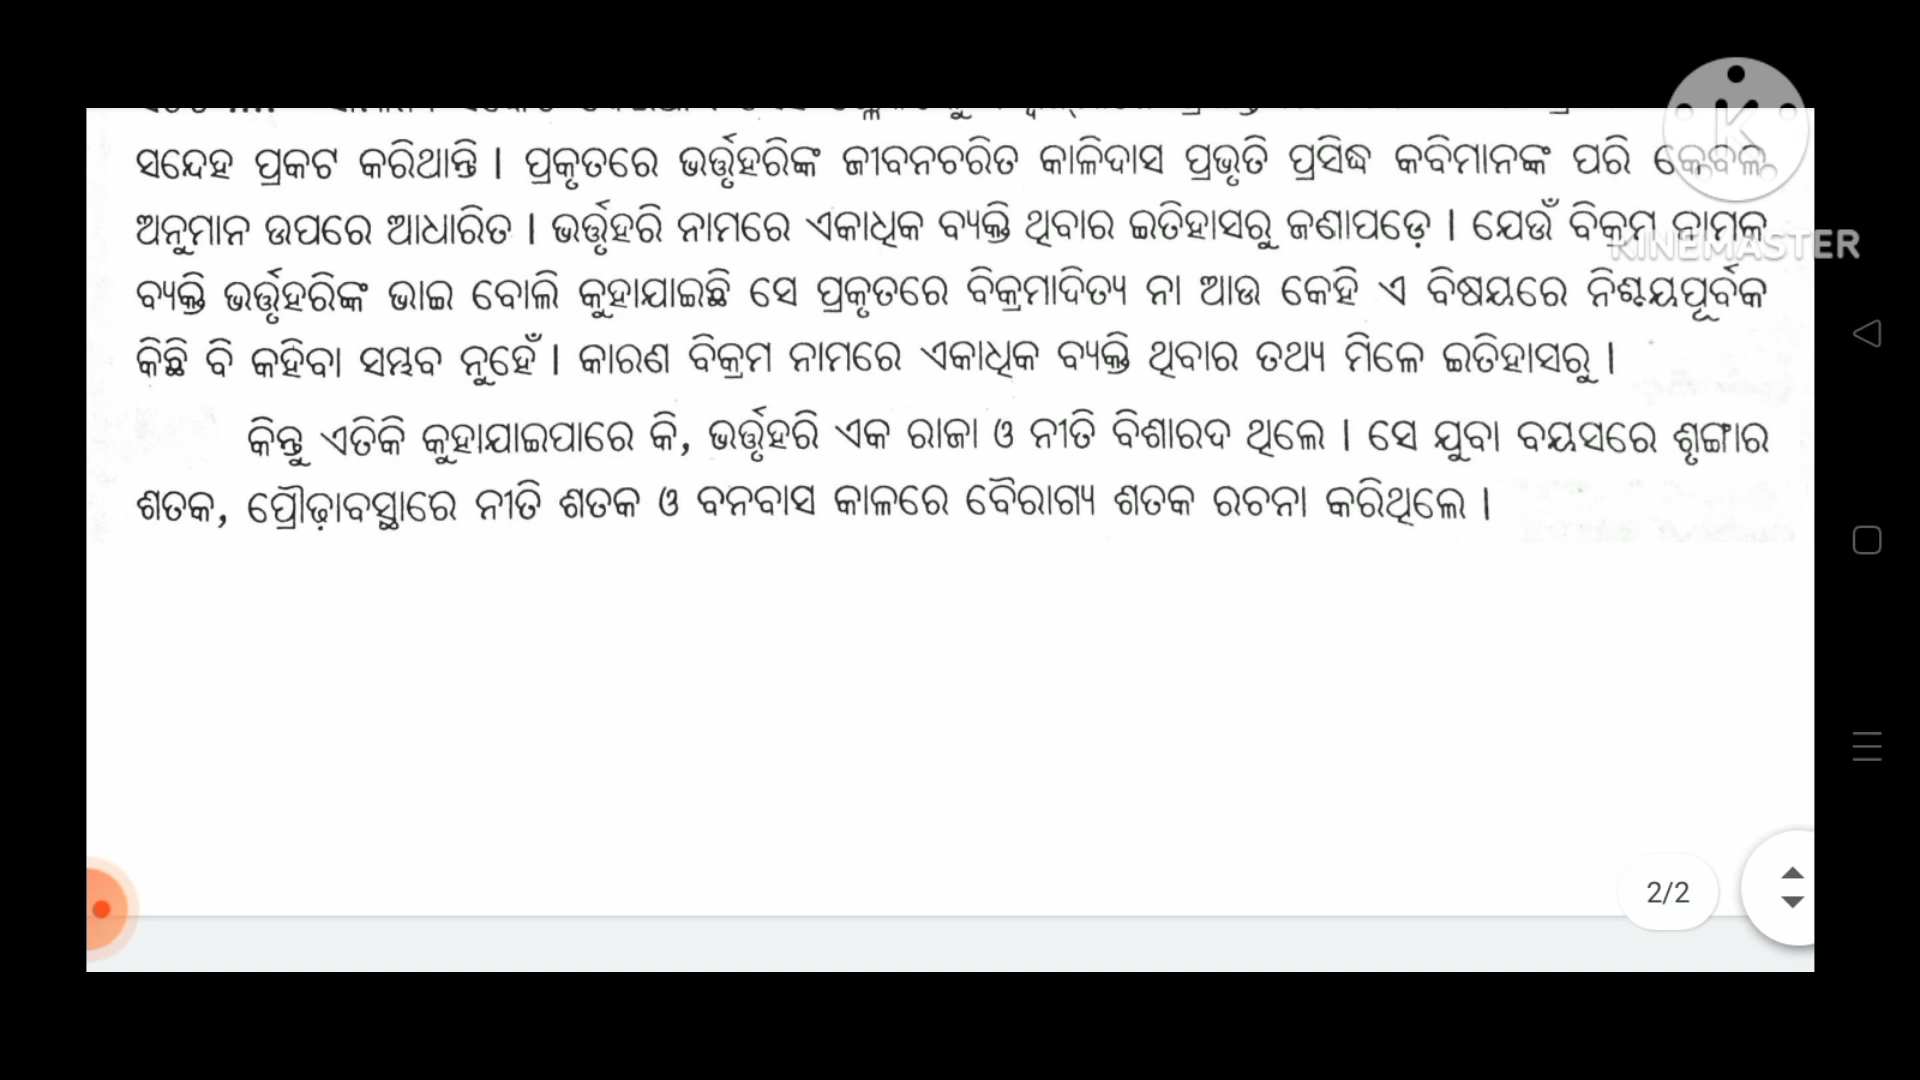 ସନ୍ଦେହ ପ୍ରକଟ କରିଥାନ୍ତି । ପ୍ରକୃତରେ ଭର୍ତ୍ତୃହରିଙ୍କ ଜୀବନଚରିତ କାଳିଦାସ ପ୍ରଭୃତି ପ୍ରସିଦ୍ଧ କବିମାନଙ୍କ ପରି କେବଳ
ଅନୁମାନ ଉପରେ ଆଧାରିତ । ଭର୍ତ୍ତୃହରି ନାମରେ ଏକାଧିକ ବ୍ୟକ୍ତି ଥିବାର ଇତିହାସରୁ ଜଣାପଡ଼େ । ଯେଉଁ ବିକ୍ରମ ନାମକ
KINEMASTER
ବ୍ୟକ୍ତି ଭର୍ତ୍ତୃହରିଙ୍କ ଭାଇ ବୋଲି କୁହାଯାଇଛି ସେ ପ୍ରକୃତରେ ବିକ୍ରମାଦିତ୍ୟ ନା ଆଉ କେହି ଏ ବିଷୟରେ ନିଶ୍ଚୟପୂର୍ବକ
କିଛି ବି କହିବା ସମ୍ଭବ ନୁହେଁ । କାରଣ ବିକ୍ରମ ନାମରେ ଏକାଧିକ ବ୍ୟକ୍ତି ଥିବାର ତଥ୍ୟ ମିଳେ ଇତିହାସରୁ ।
କିନ୍ତୁ ଏତିକି କୁହାଯାଇପାରେ କି, ଭର୍ତ୍ତୃହରି ଏକ ରାଜା ଓ ନୀତି ବିଶାରଦ ଥିଲେ । ସେ ଯୁବା ବୟସରେ ଶୃଙ୍ଗାର
ଶତକ, ପ୍ରୌଢ଼ାବସ୍ଥାରେ ନୀତି ଶତକ ଓ ବନବାସ କାଳରେ ବୈରାଗ୍ୟ ଶତକ ରଚନା କରିଥିଲେ ।
2/2